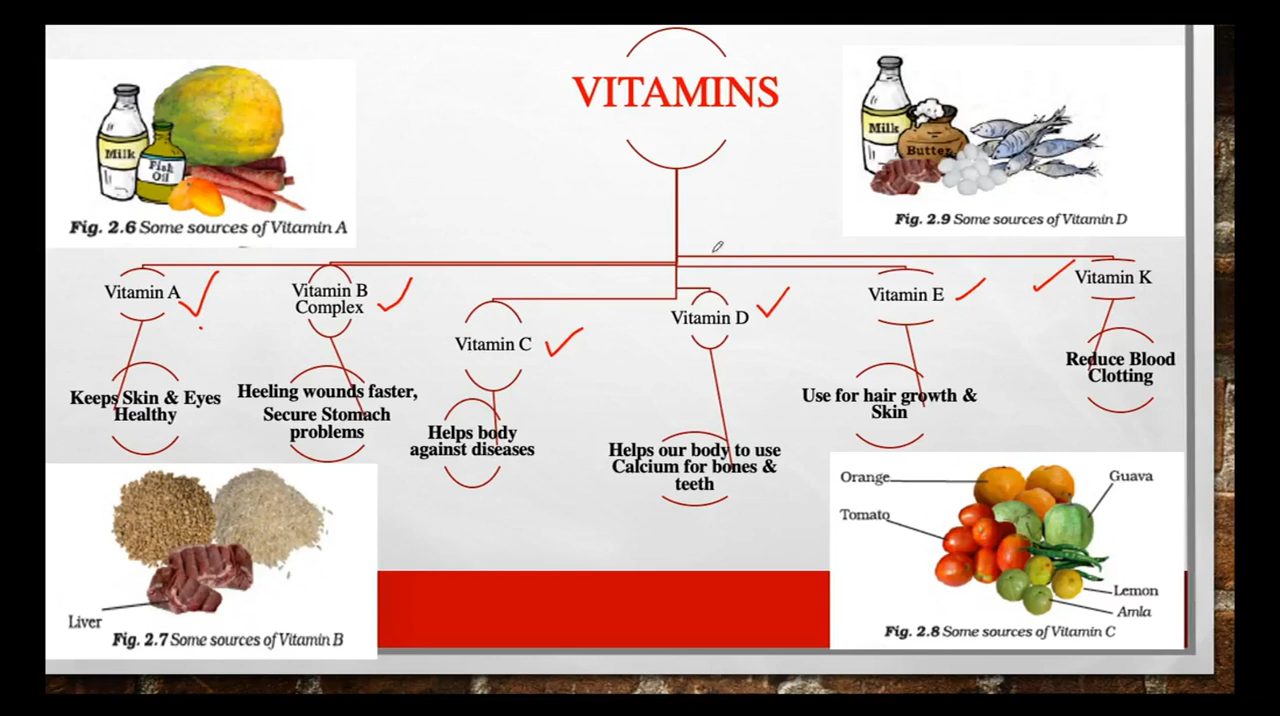 VITAMINS
Milk
Fish
Oil
Fig. 2.6 Some sources of Vitamin A
Milk
Butter
Fig. 2.9 Some sources of Vitamin D
Vitamin A
Vitamin B
Complex
Vitamin C
Vitamin D
Vitamin E
Vitamin K
Keeps Skin & Eyes
Healthy
Heeling wounds faster,
Secure Stomach
problems
Helps body
against diseases
Helps our body to use
Calcium for bones &
teeth
Use for hair growth &
Skin
Reduce Blood
Clotting
Liver
Fig. 2.7 Some sources of Vitamin B
Orange
Guava
Tomato
Lemon
Amla
Fig. 2.8 Some sources of Vitamin C